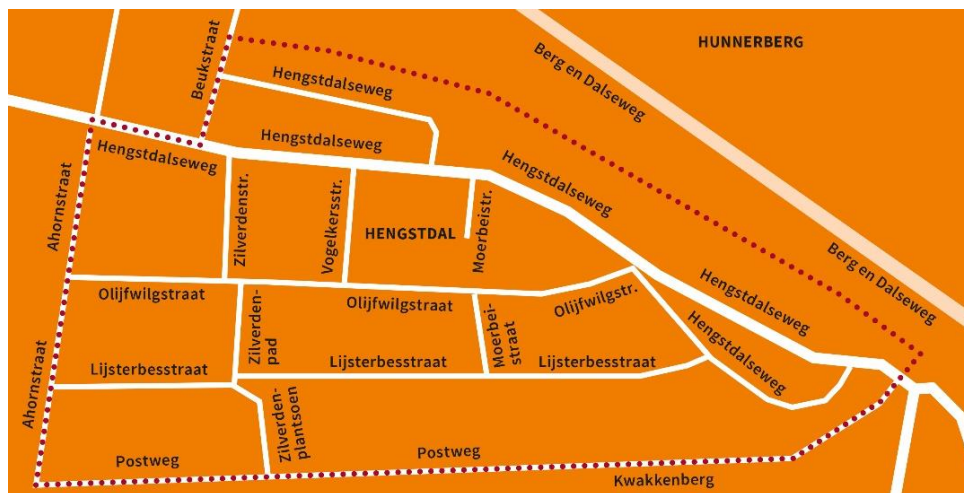 HUNNERBERG
Berg en Dalseweg
Beukstraat
Hengstdalseweg
Hengstdalseweg
Hengstdalseweg
Hengstdalseweg
Ahornstraat
Zilverdenstr.
Vogelkersstr.
HENGSTDAL
Moerbeistr.
Berg en Dalseweg
Hengstdalseweg
Olijfwilgstraat
Olijfwilgstraat
Olijfwilgstr.
Hengstdalseweg
Ahornstraat
Zilverden-
pad
Moerbei-
straat
Lijsterbesstraat
Lijsterbesstraat
Lijsterbesstraat
Zilverden-
plantsoen
Postweg
Postweg
Kwakkenberg